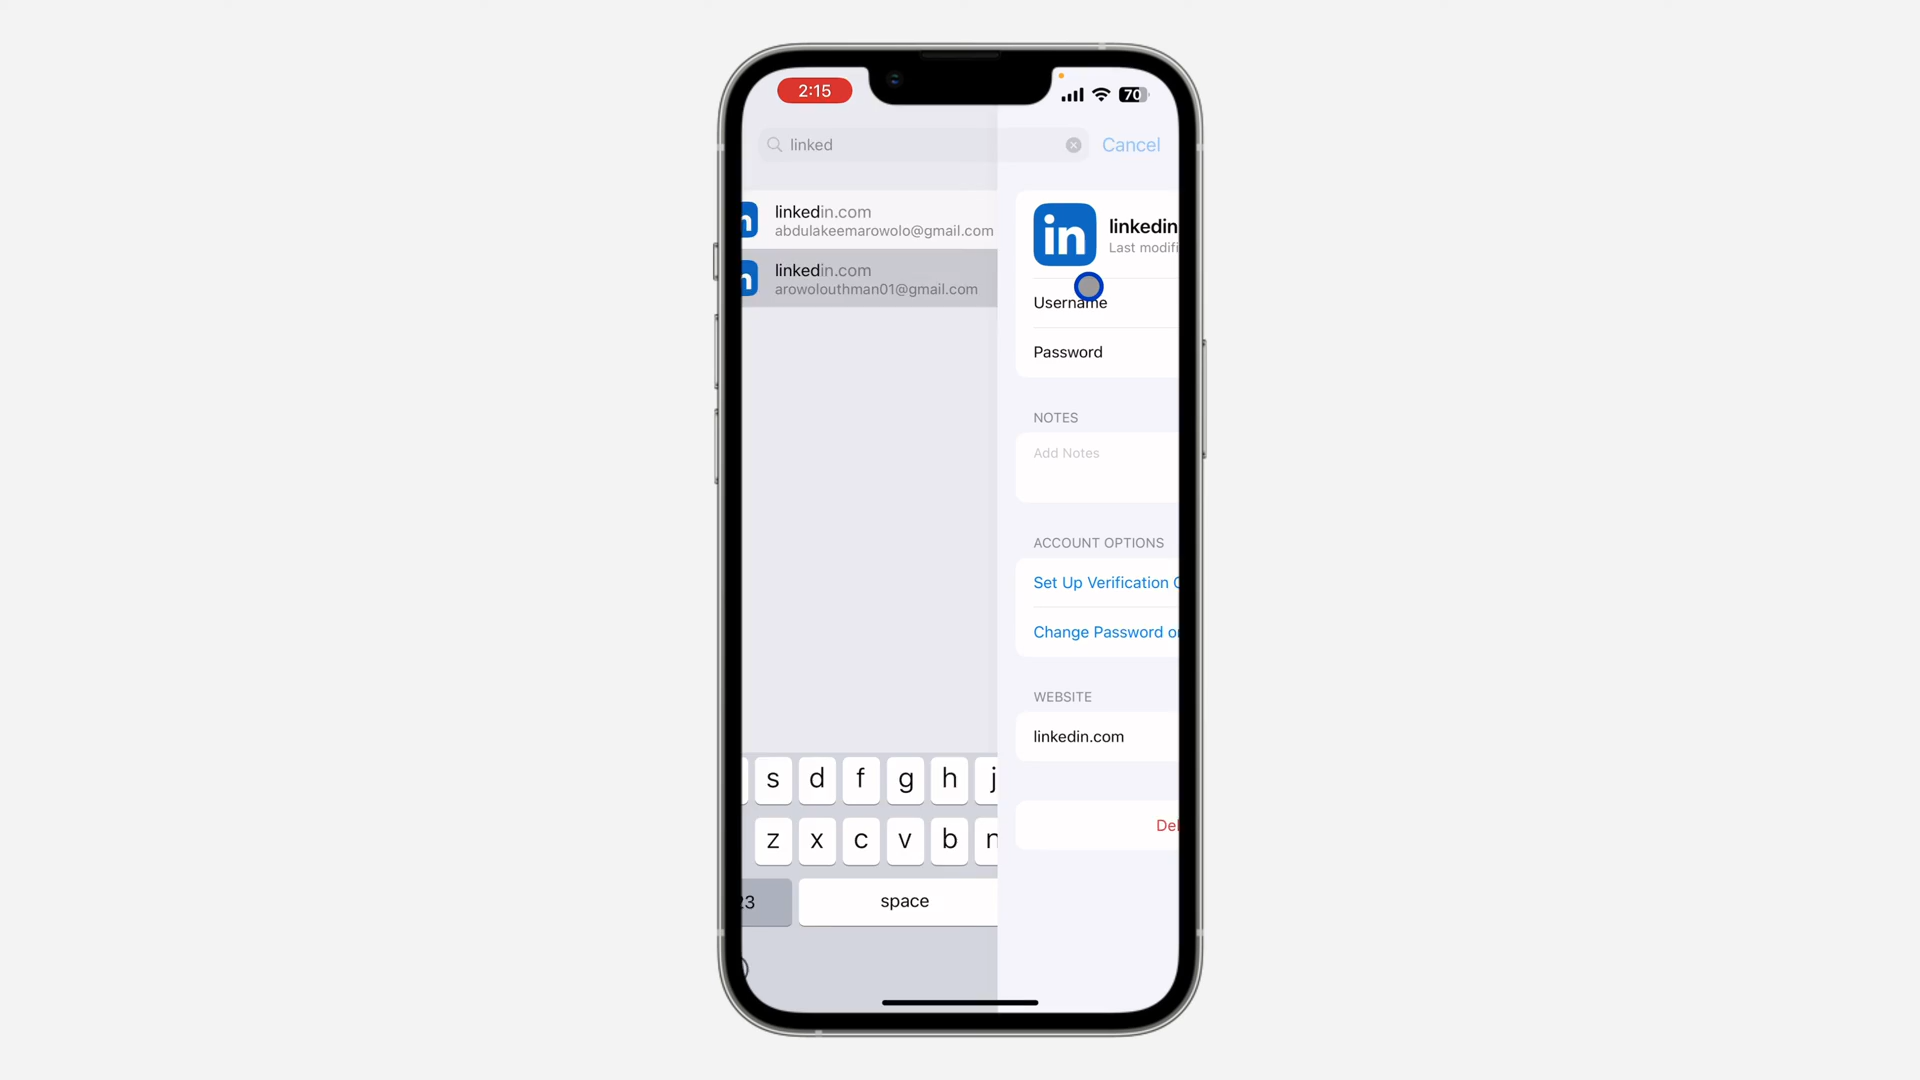 2:15
70
linked
Cancel
linkedin.com
abdulakeemarowolo@gmail.com
linkedin.com
arowolouthman01@gmail.com
in
linkedin
Last modifi
Username
Password
NOTES
Add Notes
ACCOUNT OPTIONS
Set Up Verification
Change Password o
WEBSITE
linkedin.com
Del
s d f g h j
z x c v b n
23
space